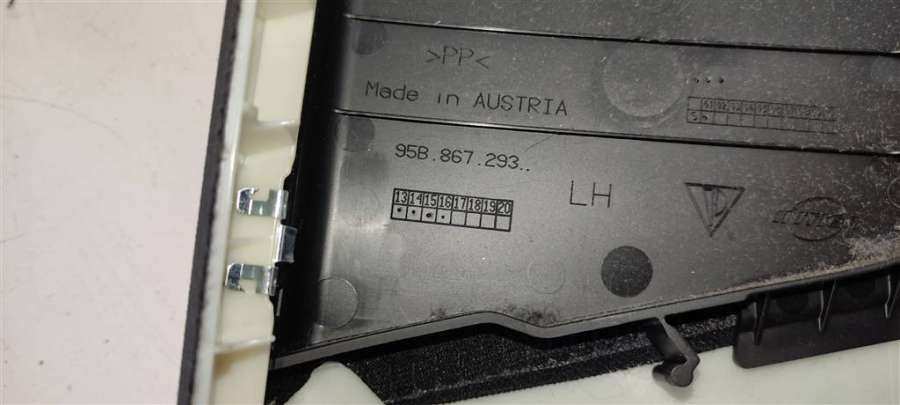 >PP<
Made in AUSTRIA
95B.867.293..
13 14 15 16 17 18 19 20
LH